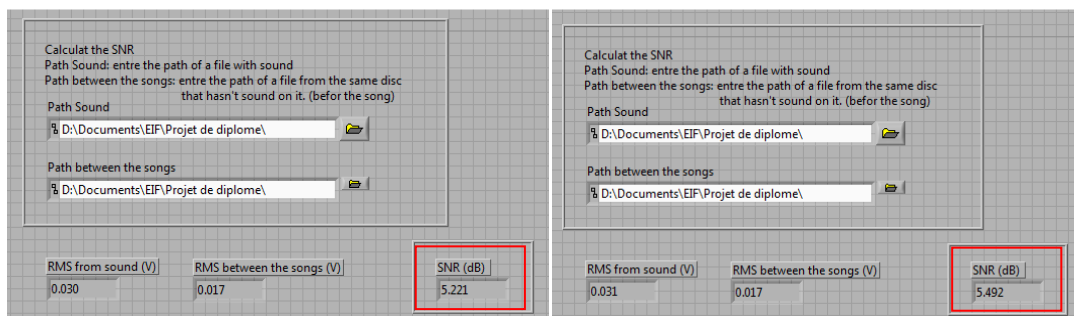 Calculat the SNR
Path Sound: entre the path of a file with sound
Path between the songs: entre the path of a file from the same disc
that hasn't sound on it. (befor the song)
Path Sound
D:\Documents\EIF\Projet de diplome\
Path between the songs
D:\Documents\EIF\Projet de diplome\
RMS from sound (V)
RMS between the songs (V)
SNR (dB)
0.030
0.017
5.221
Calculat the SNR
Path Sound: entre the path of a file with sound
Path between the songs: entre the path of a file from the same disc
that hasn't sound on it. (befor the song)
Path Sound
D:\Documents\EIF\Projet de diplome\
Path between the songs
D:\Documents\EIF\Projet de diplome\
RMS from sound (V)
RMS between the songs (V)
SNR (dB)
0.031
0.017
5.492